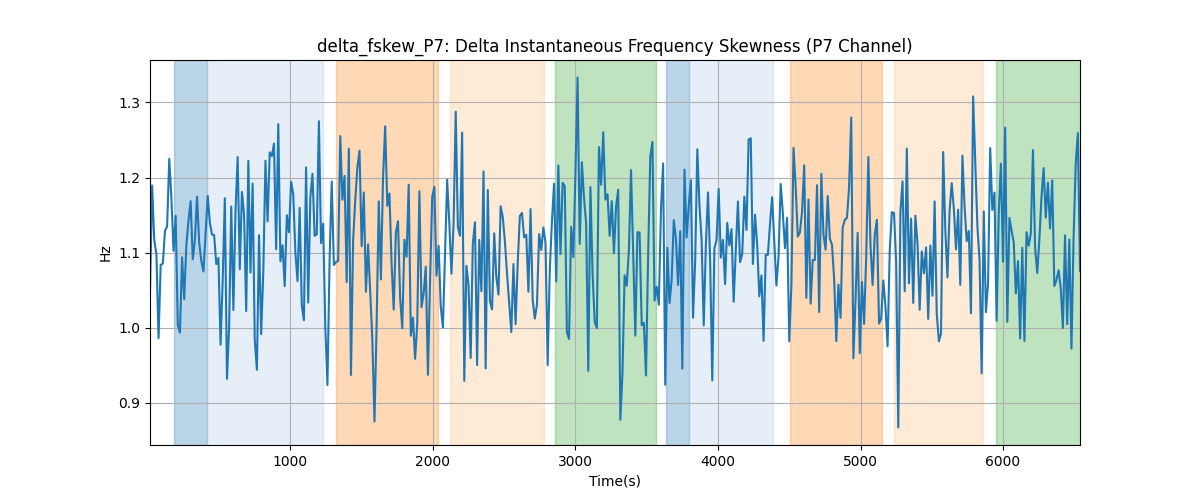 delta_fskew_P7: Delta Instantaneous Frequency Skewness (P7 Channel)
1.3
1.2
1.1
1.0
0.9
Hz
1000 2000 3000 4000 5000 6000
Time(s)